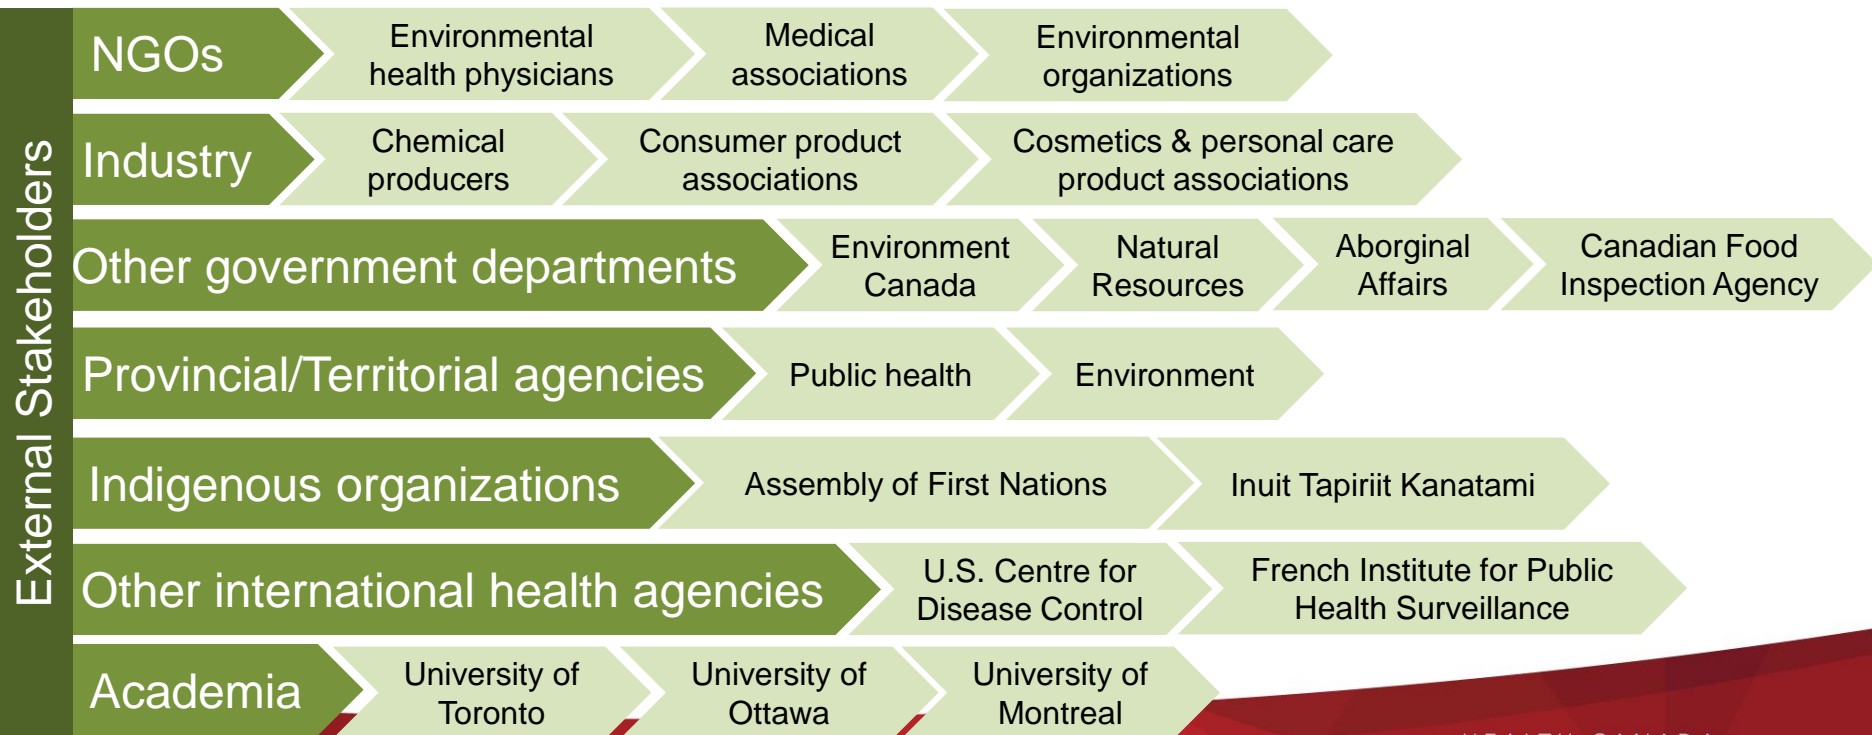 External Stakeholders
NGOs
Environmental
health physicians
Medical
associations
Environmental
organizations
Industry
Chemical
producers
Consumer product
associations
Cosmetics & personal care
product associations
Other government departments
Environment
Canada
Natural
Resources
Aborginal
Affairs
Canadian Food
Inspection Agency
Provincial/Territorial agencies
Public health
Environment
Indigenous organizations
Assembly of First Nations
Inuit Tapiriit Kanatami
Other international health agencies
U.S. Centre for
Disease Control
French Institute for Public
Health Surveillance
Academia
University of
Toronto
University of
Ottawa
University of
Montreal